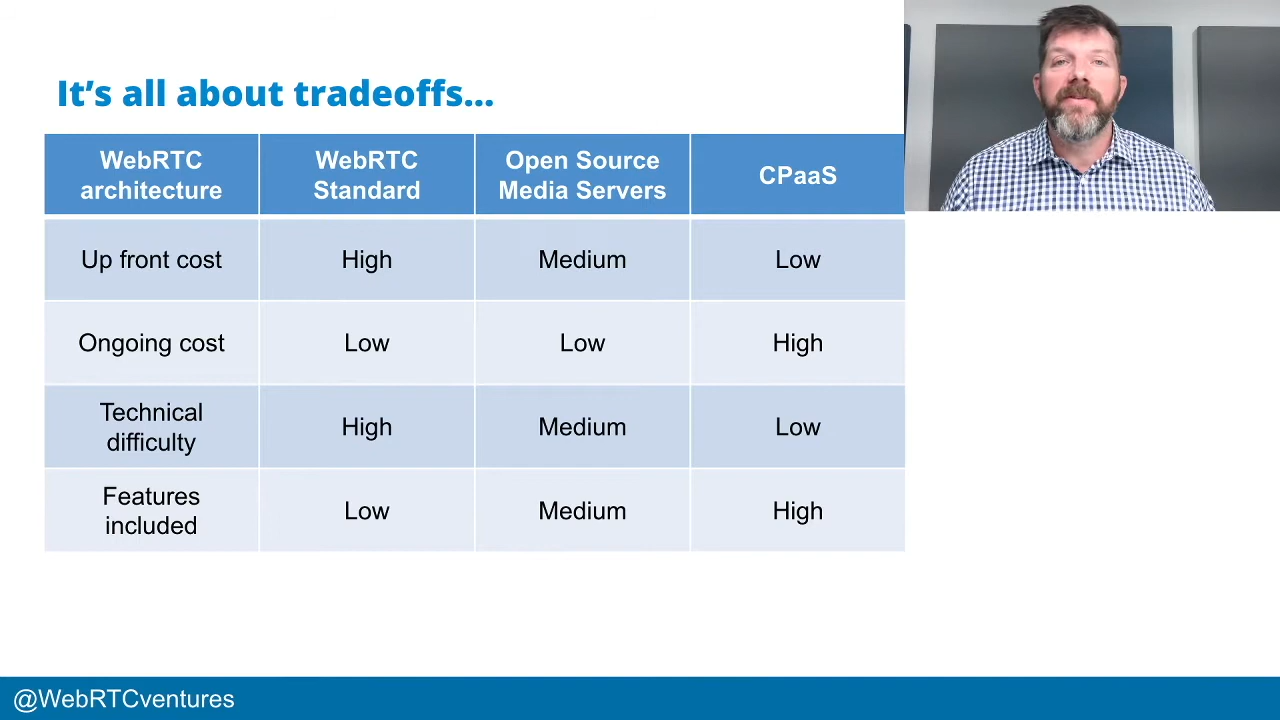 It’s all about tradeoffs...
WebRTC
architecture
WebRTC
Standard
Open Source
Media Servers
CPaaS
Up front cost
High
Medium
Low
Ongoing cost
Low
Low
High
Technical
difficulty
High
Medium
Low
Features
included
Low
Medium
High
@WebRTCventures